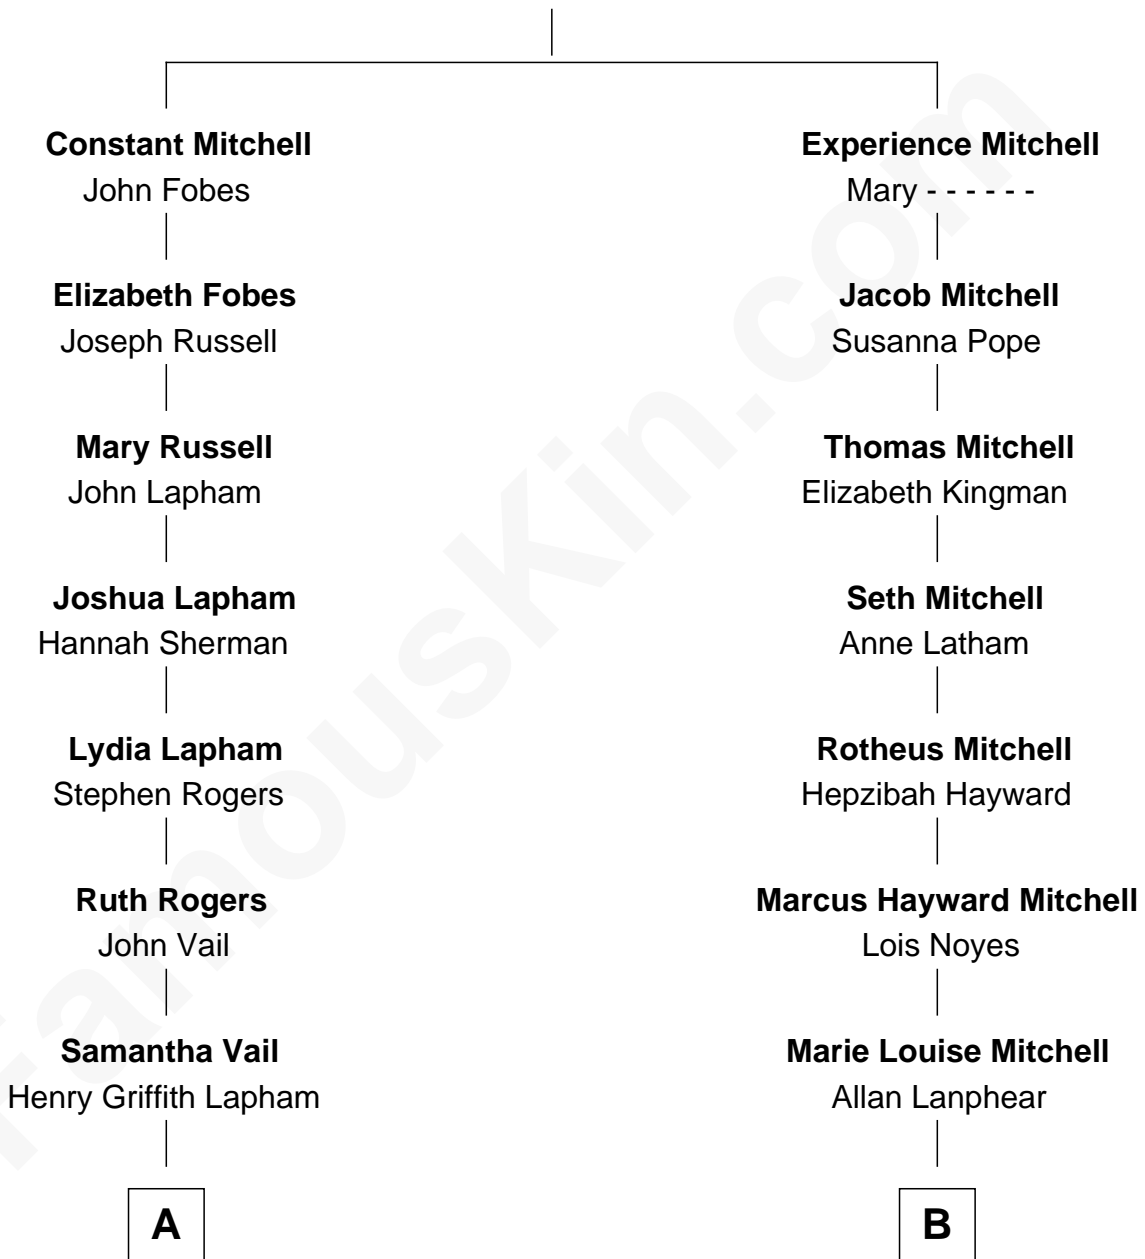 Constant Mitchell
John Fobes
Elizabeth Fobes
Joseph Russell
Mary Russell
John Lapham
Joshua Lapham
Hannah Sherman
Lydia Lapham
Stephen Rogers
Ruth Rogers
John Vail
Samantha Vail
Henry Griffith Lapham
A
Experience Mitchell
Mary - - - - - -
Jacob Mitchell
Susanna Pope
Thomas Mitchell
Elizabeth Kingman
Seth Mitchell
Anne Latham
Rotheus Mitchell
Hepzibah Hayward
Marcus Hayward Mitchell
Lois Noyes
Marie Louise Mitchell
Allan Lanphear
B
FamousKin.com